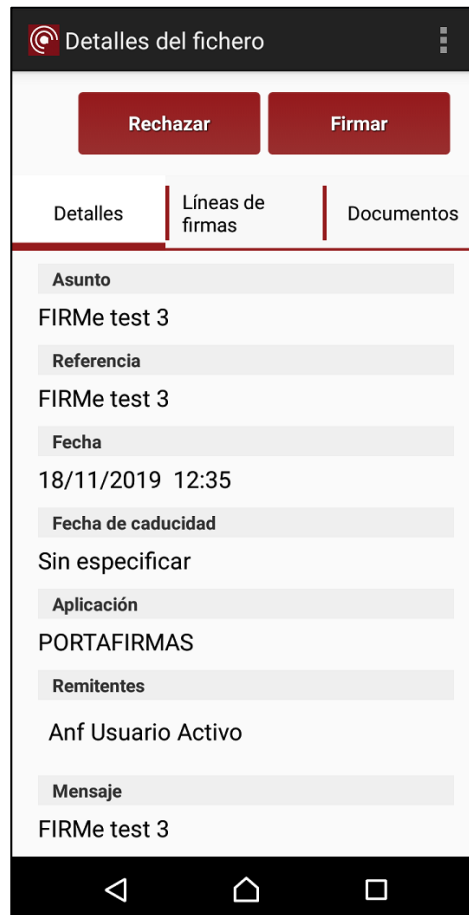 Detalles del fichero
Rechazar
Firmar
Detalles
Líneas de
firmas
Documentos
Asunto
FIRMe test 3
Referencia
FIRMe test 3
Fecha
18/11/2019 12:35
Fecha de caducidad
Sin especificar
Aplicación
PORTAFIRMAS
Remitentes
Anf Usuario Activo
Mensaje
FIRMe test 3